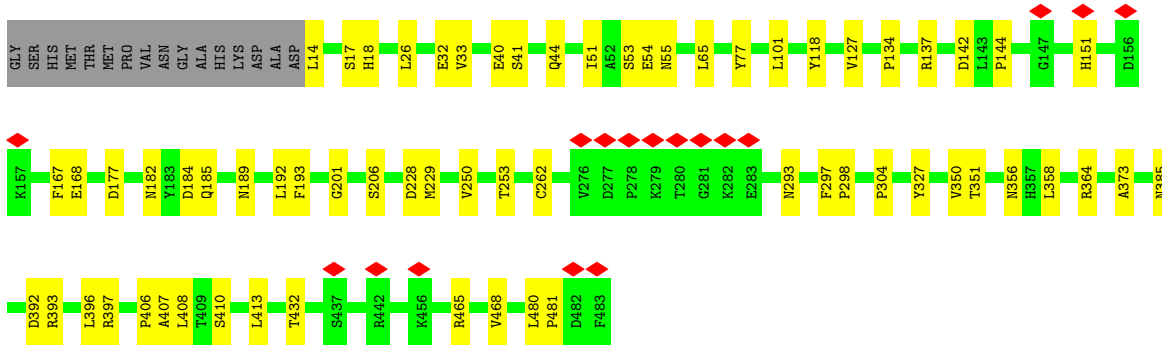 GLY SER HIS MET THR MET PRO VAL ASN GLY ALA HIS LYS ASP ALA ASP L14 S17 H18 L26 E32 V33 E40 S41 Q44 I51 A52 S53 E54 N55 L65 Y77 L101 Y118 V127 P134 R137 D142 L143 P144 G147 H151 D156
K157 F167 E168 D177 N182 Y183 D184 Q185 N189 L192 F193 G201 S206 D228 M229 V250 T253 C262 V276 D277 P278 K279 T280 G281 K282 E283 N293 F297 P298 P304 Y327 V350 T351 N356 H357 L358 R364 A373 N385
D392 R393 L396 R397 P406 A407 L408 T409 S410 L413 T432 S437 R442 K456 R465 V468 L480 P481 D482 F483